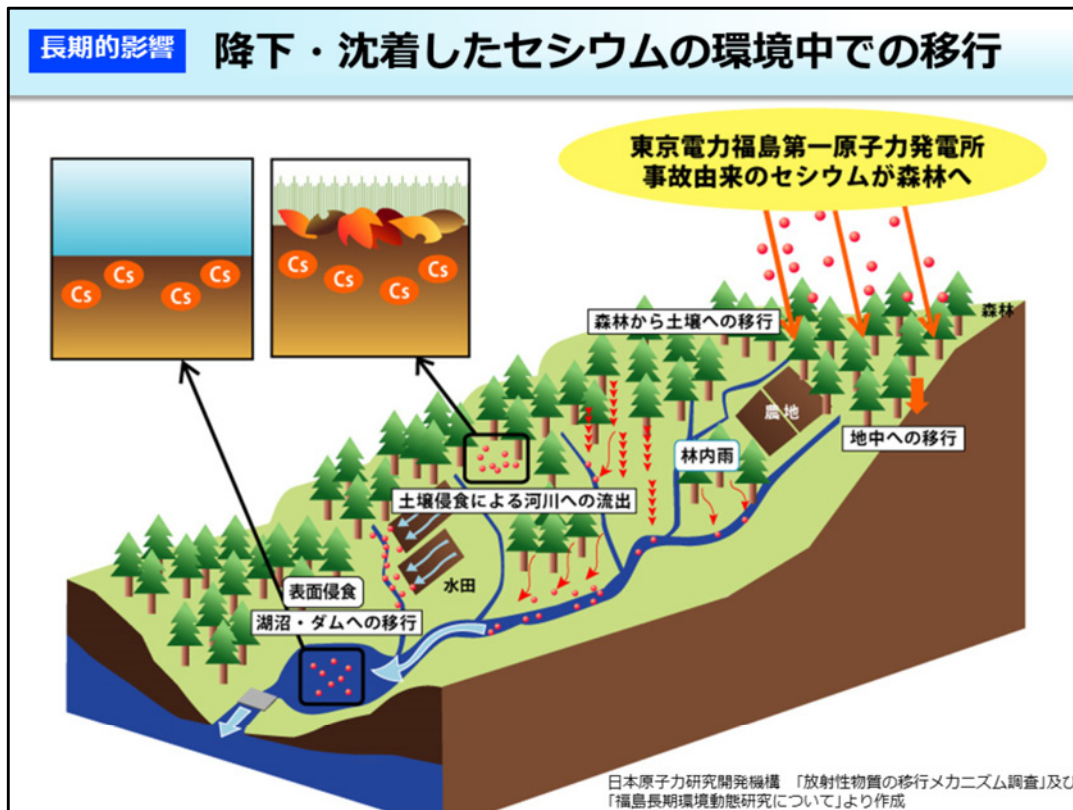 長期的影響
降下・沈着したセシウムの環境中での移行
東京電力福島第一原子力発電所
事故由来のセシウムが森林へ
Cs
Cs
Cs
Cs
Cs
Cs
Cs
Cs
森林から土壌への移行
森林
農地
地中への移行
林内雨
土壌侵食による河川への流出
水田
表面侵食
湖沼・ダムへの移行
日本原子力研究開発機構 「放射性物質の移行メカニズム調査」及び
「福島長期環境動態研究について」より作成